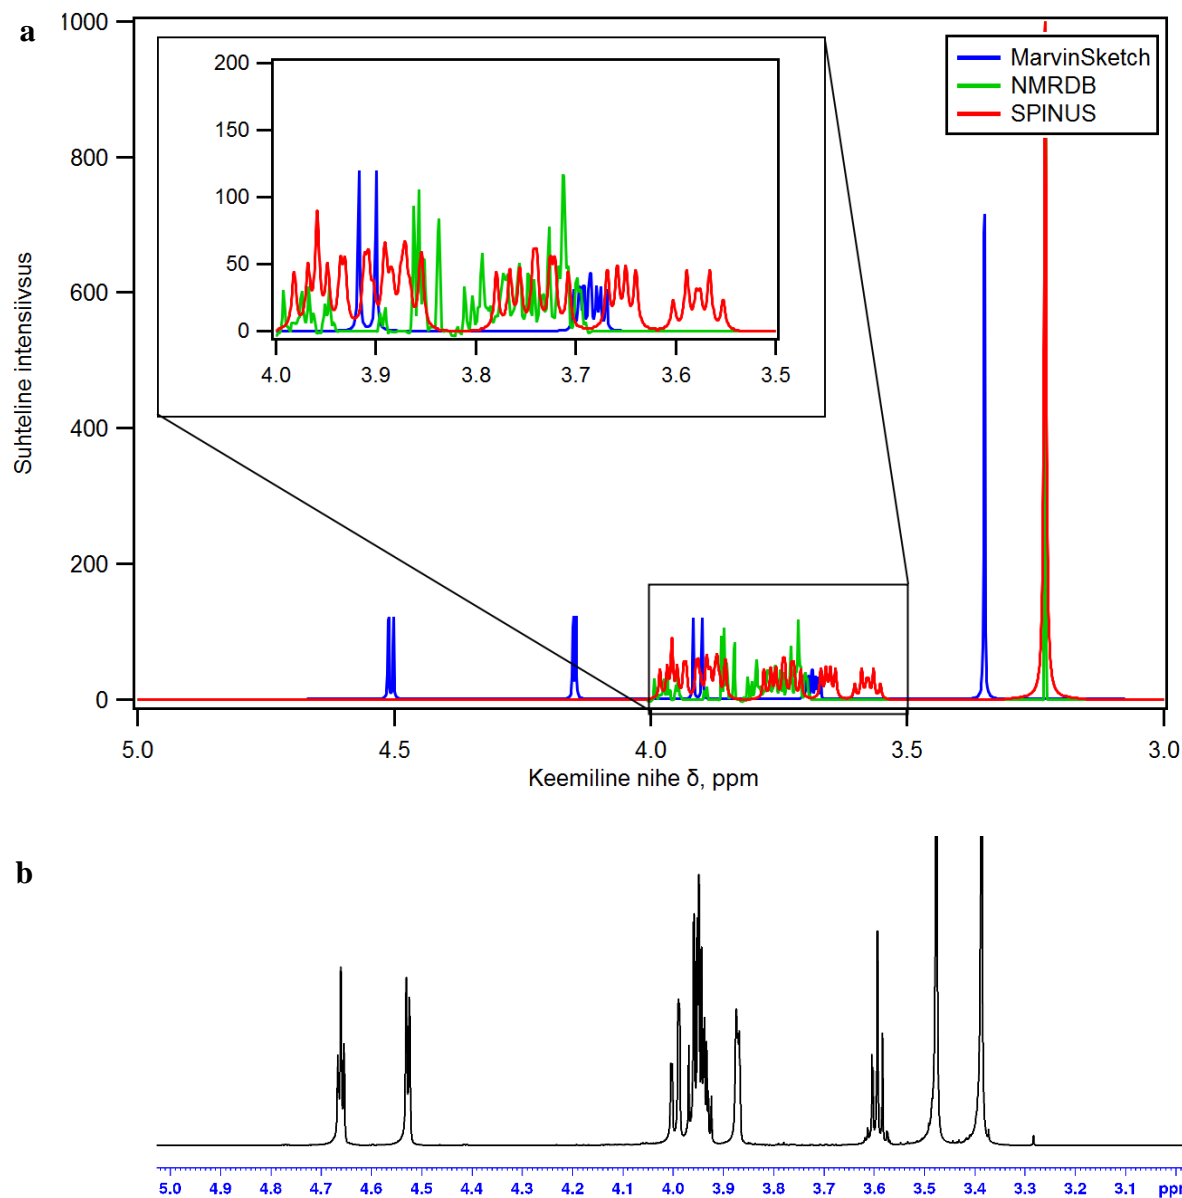 a
1000
800
600
400
200
0
Suhteline intensiivsus
200
150
100
50
0
4.0 3.9 3.8 3.7 3.6 3.5
MarvinSketch
NMRDB
SPINUS
5.0 4.5 4.0 3.5 3.0
Keemiline nihe δ, ppm
b
5.0 4.9 4.8 4.7 4.6 4.5 4.4 4.3 4.2 4.1 4.0 3.9 3.8 3.7 3.6 3.5 3.4 3.3 3.2 3.1 ppm